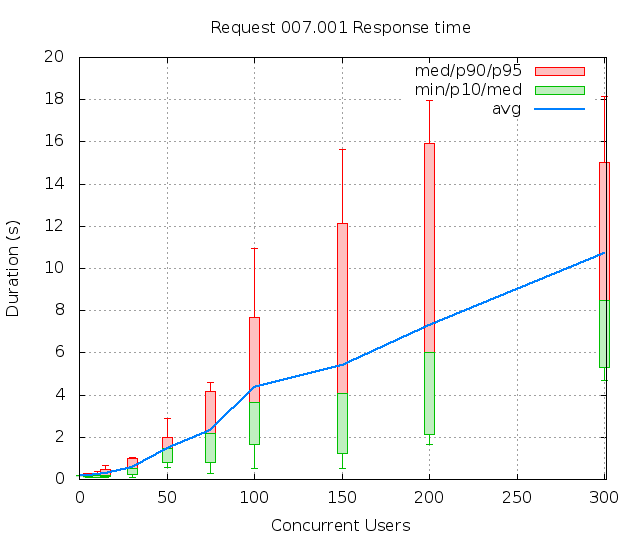 Request 007.001 Response time
20
18
16
14
12
10
8
6
4
2
0
Duration (s)
med/p90/p95
min/p10/med
avg
0 50 100 150 200 250 300
Concurrent Users